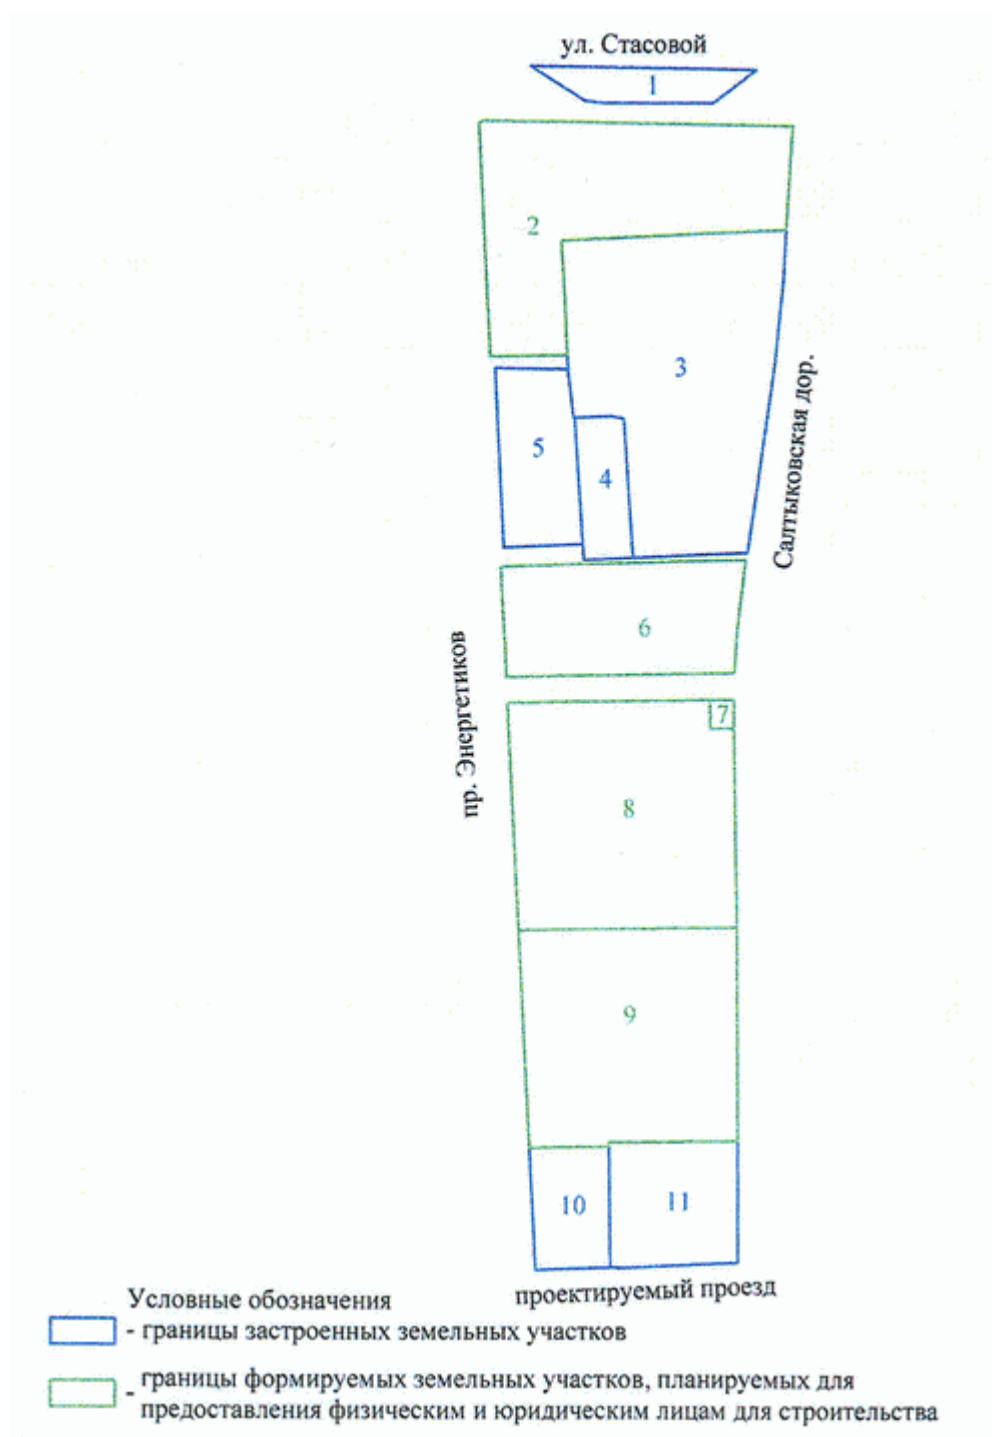 ул. Стасовой
1
2
3
Салтыковская дор.
5
4
6
пр. Энергетиков
7
8
9
10
11
проектируемый проезд
Условные обозначения
- границы застроенных земельных участков
- границы формируемых земельных участков, планируемых для
предоставления физическим и юридическим лицам для строительства